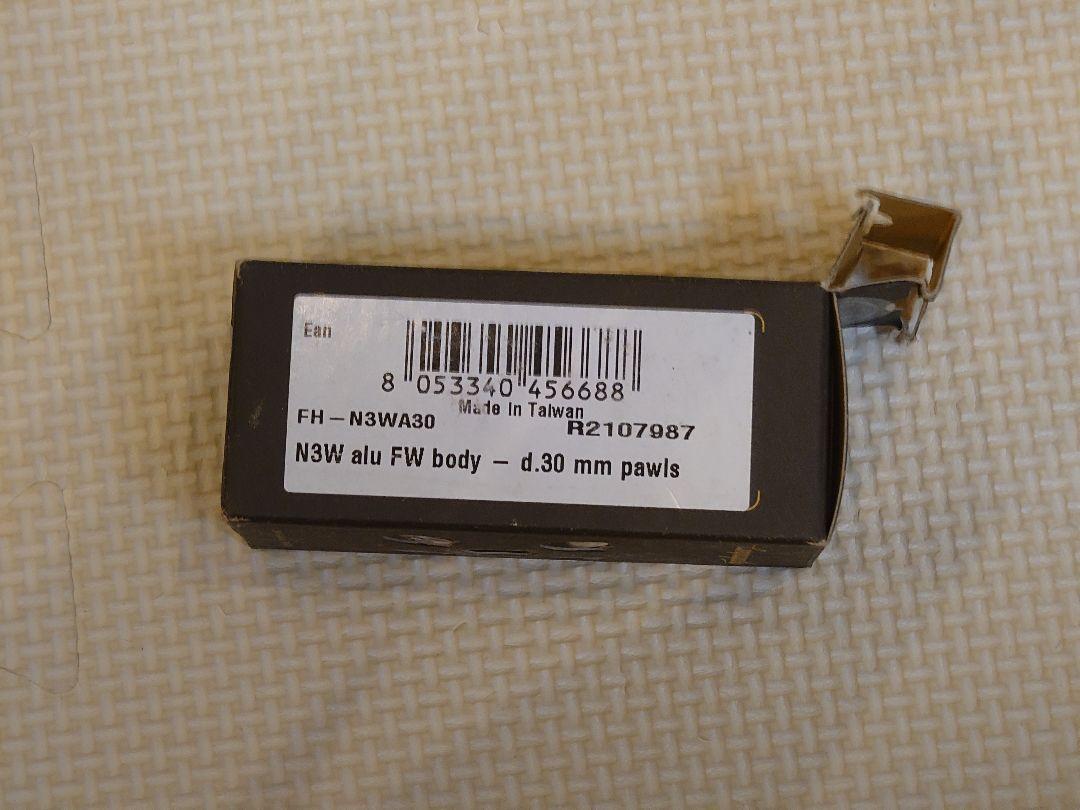 Ean
8 053340 456688
Made In Taiwan
FH-N3WA30
R2107987
N3W alu FW body - d.30 mm pawls